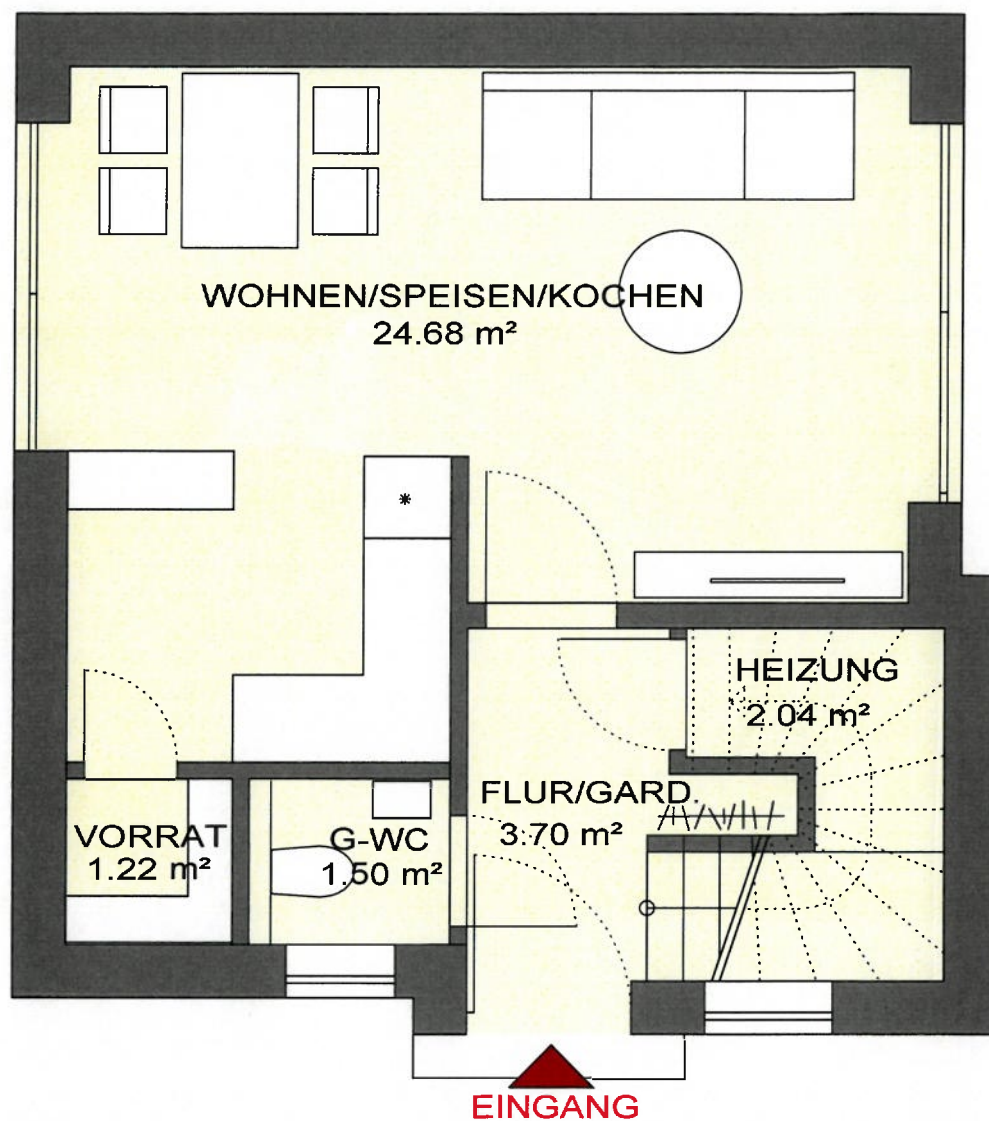 WOHNEN/SPEISEN/KOCHEN
24.68 m²
HEIZUNG
2.04 m²
FLUR/GARD.
3.70 m²
VORRAT
1.22 m²
G-WC
1.50 m²
EINGANG